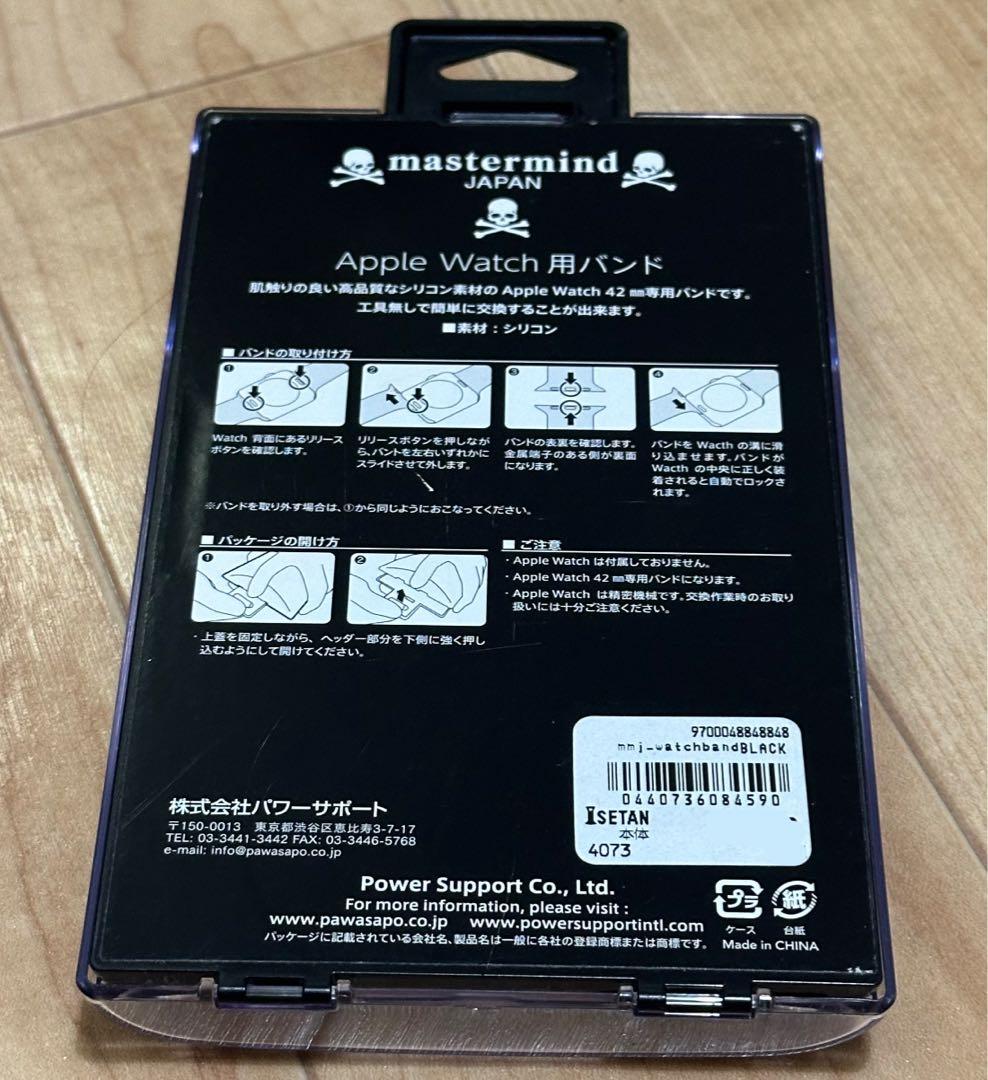 mastermind
JAPAN
Apple Watch 用バンド
肌触りの良い高品質なシリコン素材の Apple Watch 42 ㎜専用バンドです。
工具無しで簡単に交換することが出来ます。
■素材：シリコン
■ バンドの取り付け方
❶
❷
❸
❹
Watch 背面にあるリリース
ボタンを確認します。
リリースボタンを押しなが
ら、バントを左右いずれかに
スライドさせて外します。
バンドの表裏を確認します。
金属端子のある側が裏面
になります。
バンドを Wacth の溝に滑
り込ませます。バンドが
Wacth の中央に正しく装
着されると自動でロックさ
れます。
※バンドを取り外す場合は、①から同じようにおこなってください。
■ パッケージの開け方
❶
❷
・上蓋を固定しながら、ヘッダー部分を下側に強く押し
込むようにして開けてください。
■ ご注意
・Apple Watch は付属しておりません。
・Apple Watch 42 ㎜専用バンドになります。
・Apple Watch は精密機械です。交換作業時のお取り
扱いには十分ご注意ください。
9700048848848
mmj-watchbandBLACK
0440736084590
ISETAN
本体
4073
株式会社パワーサポート
〒150-0013 東京都渋谷区恵比寿3-7-17
TEL: 03-3441-3442 FAX: 03-3446-5768
e-mail: info@pawasapo.co.jp
Power Support Co., Ltd.
For more information, please visit :
www.pawasapo.co.jp www.powersupportintl.com
パッケージに記載されている会社名、製品名は一般に各社の登録商標または商標です。
プラ
ケース
紙
台紙
Made in CHINA